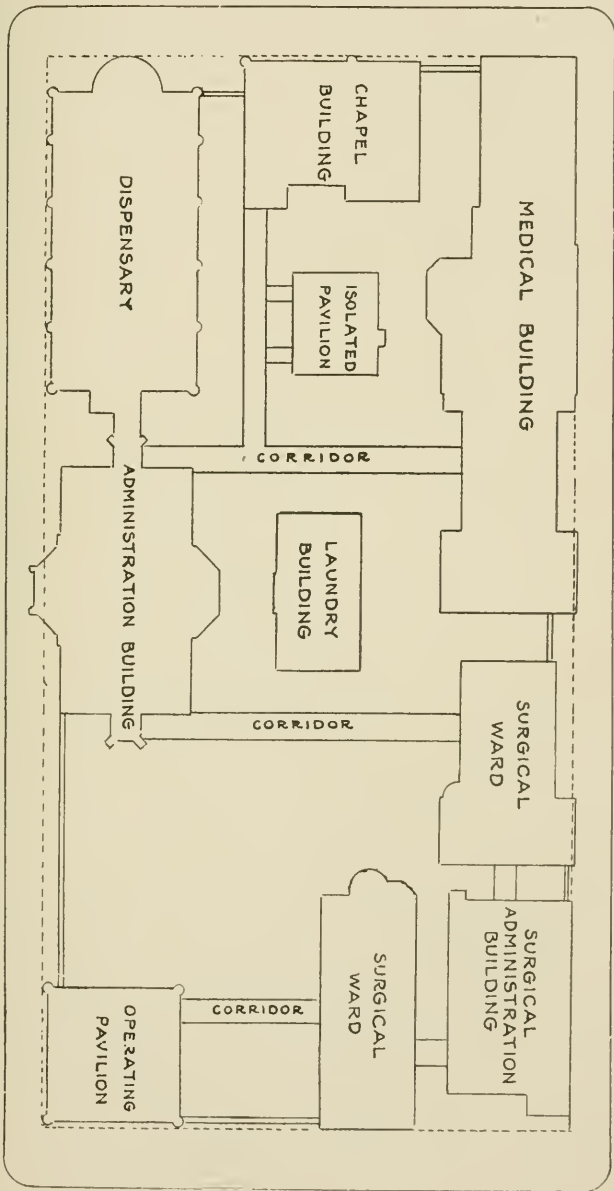 CHAPEL
BUILDING
MEDICAL BUILDING
DISPENSARY
ISOLATED
PAVILION
CORRIDOR
ADMINISTRATION BUILDING
LAUNDRY
BUILDING
CORRIDOR
SURGICAL
WARD
SURGICAL
ADMINISTRATION
BUILDING
SURGICAL
WARD
CORRIDOR
OPERATING
PAVILION